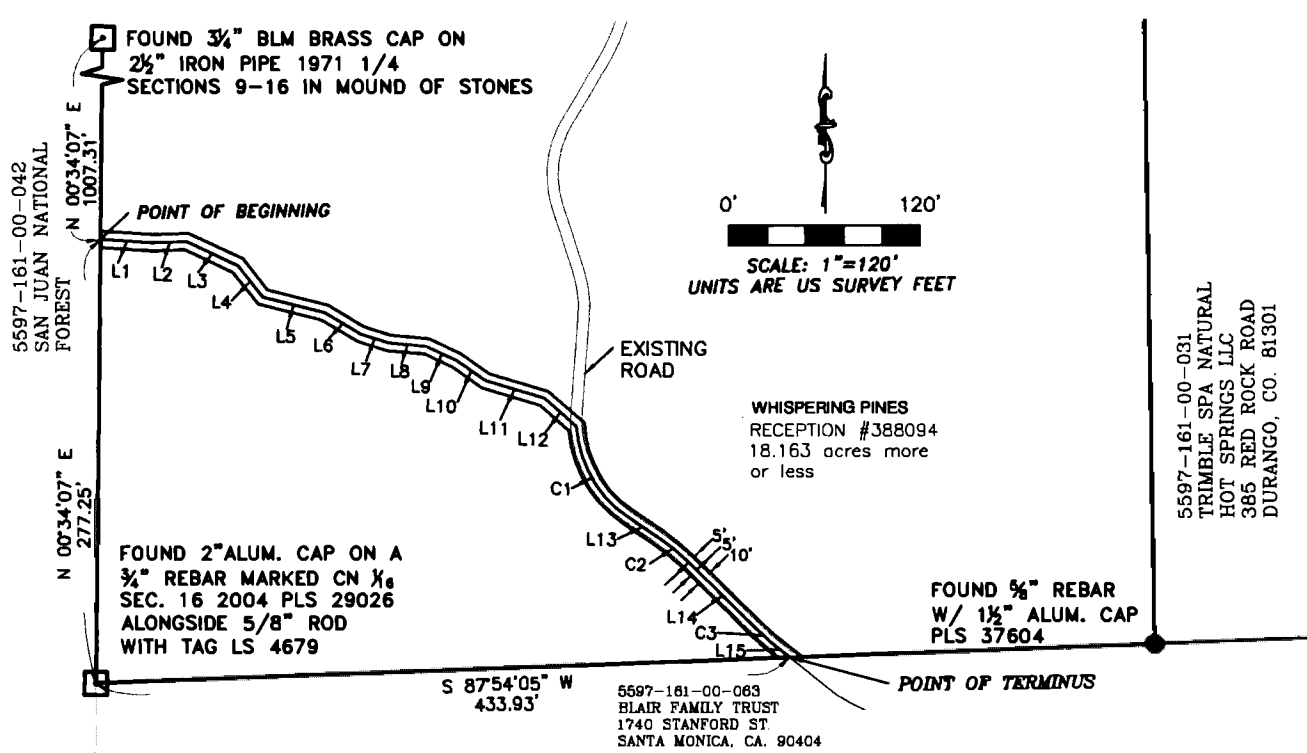 FOUND 3¼" BLM BRASS CAP ON
2½" IRON PIPE 1971 1/4
SECTIONS 9-16 IN MOUND OF STONES
N 00°34'07" E
1007.31'
5597-161-00-042
SAN JUAN NATIONAL
FOREST
POINT OF BEGINNING
0' 120'
SCALE: 1"=120'
UNITS ARE US SURVEY FEET
L1
L2
L3
L4
L5
L6
L7
L8
L9
L10
L11
L12
EXISTING
ROAD
WHISPERING PINES
RECEPTION #388094
18.163 acres more
or less
5597-161-00-031
TRIMBLE SPA NATURAL
HOT SPRINGS LLC
385 RED ROCK ROAD
DURANGO, CO. 81301
C1
L13
C2
5'
5'
10'
L14
C3
L15
N 00°34'07" E
277.25'
FOUND 2"ALUM. CAP ON A
¾" REBAR MARKED CN 1/16
SEC. 16 2004 PLS 29026
ALONGSIDE 5/8" ROD
WITH TAG LS 4679
FOUND ⅝" REBAR
W/ 1½" ALUM. CAP
PLS 37604
S 87°54'05" W
433.93'
POINT OF TERMINUS
5597-161-00-063
BLAIR FAMILY TRUST
1740 STANFORD ST.
SANTA MONICA, CA. 90404